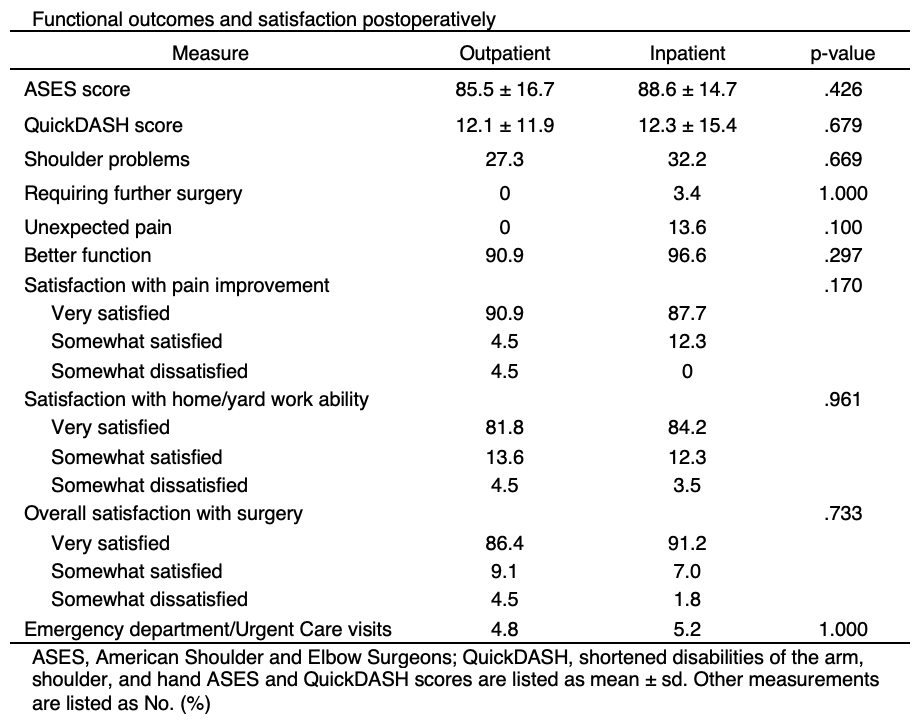 Functional outcomes and satisfaction postoperatively
Measure Outpatient Inpatient p-value
ASES score 85.5 ± 16.7 88.6 ± 14.7 .426
QuickDASH score 12.1 ± 11.9 12.3 ± 15.4 .679
Shoulder problems 27.3 32.2 .669
Requiring further surgery 0 3.4 1.000
Unexpected pain 0 13.6 .100
Better function 90.9 96.6 .297
Satisfaction with pain improvement .170
Very satisfied 90.9 87.7
Somewhat satisfied 4.5 12.3
Somewhat dissatisfied 4.5 0
Satisfaction with home/yard work ability .961
Very satisfied 81.8 84.2
Somewhat satisfied 13.6 12.3
Somewhat dissatisfied 4.5 3.5
Overall satisfaction with surgery .733
Very satisfied 86.4 91.2
Somewhat satisfied 9.1 7.0
Somewhat dissatisfied 4.5 1.8
Emergency department/Urgent Care visits 4.8 5.2 1.000
ASES, American Shoulder and Elbow Surgeons; QuickDASH, shortened disabilities of the arm,
shoulder, and hand ASES and QuickDASH scores are listed as mean ± sd. Other measurements
are listed as No. (%)